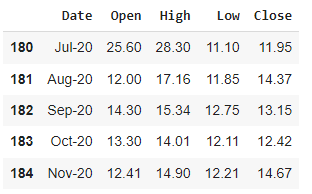 Date Open High Low Close
180 Jul-20 25.60 28.30 11.10 11.95
181 Aug-20 12.00 17.16 11.85 14.37
182 Sep-20 14.30 15.34 12.75 13.15
183 Oct-20 13.30 14.01 12.11 12.42
184 Nov-20 12.41 14.90 12.21 14.67